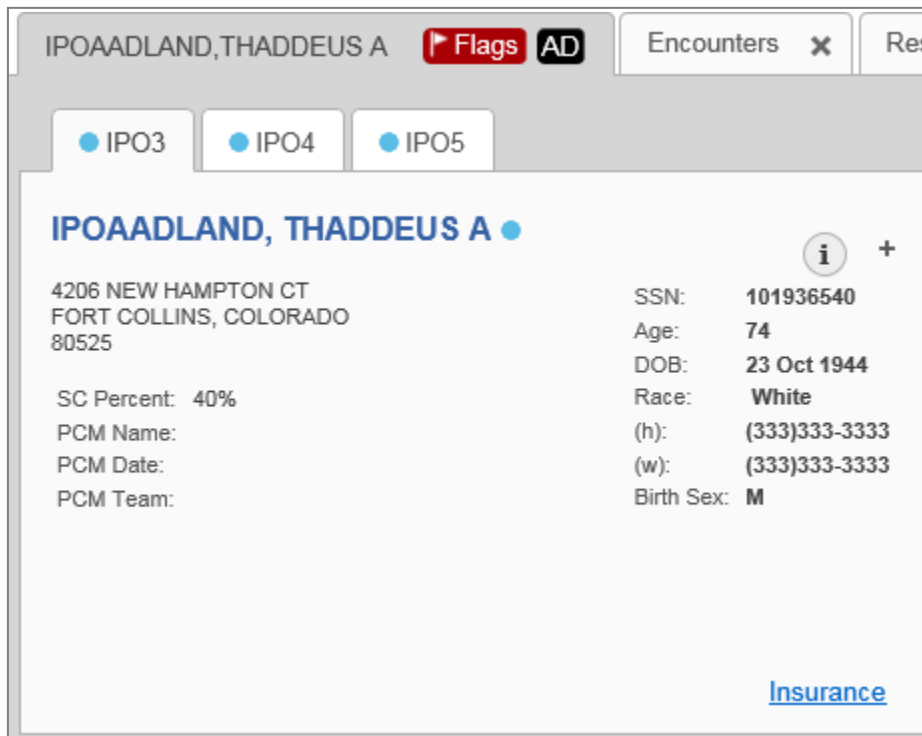 IPOAADLAND,THADDEUS A Flags AD Encounters Res
IPO3 IPO4 IPO5
IPOAADLAND, THADDEUS A
4206 NEW HAMPTON CT
FORT COLLINS, COLORADO
80525
SC Percent: 40%
PCM Name:
PCM Date:
PCM Team:
i +
SSN: 101936540
Age: 74
DOB: 23 Oct 1944
Race: White
(h): (333)333-3333
(w): (333)333-3333
Birth Sex: M
Insurance